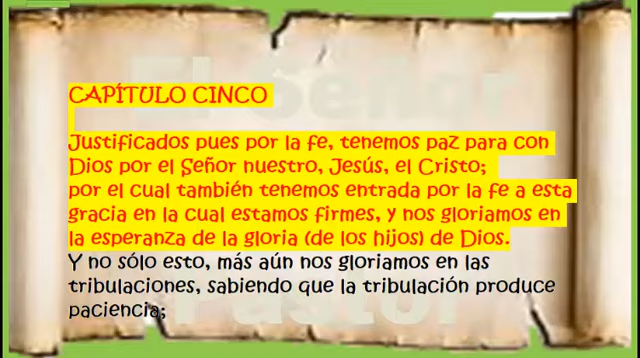 El Señor
CAPÍTULO CINCO
Justificados pues por la fe, tenemos paz para con
Dios por el Señor nuestro, Jesús, el Cristo;
por el cual también tenemos entrada por la fe a esta
gracia en la cual estamos firmes, y nos gloriamos en
la esperanza de la gloria (de los hijos) de Dios.
Y no sólo esto, más aún nos gloriamos en las
tribulaciones, sabiendo que la tribulación produce
paciencia;
Pastor